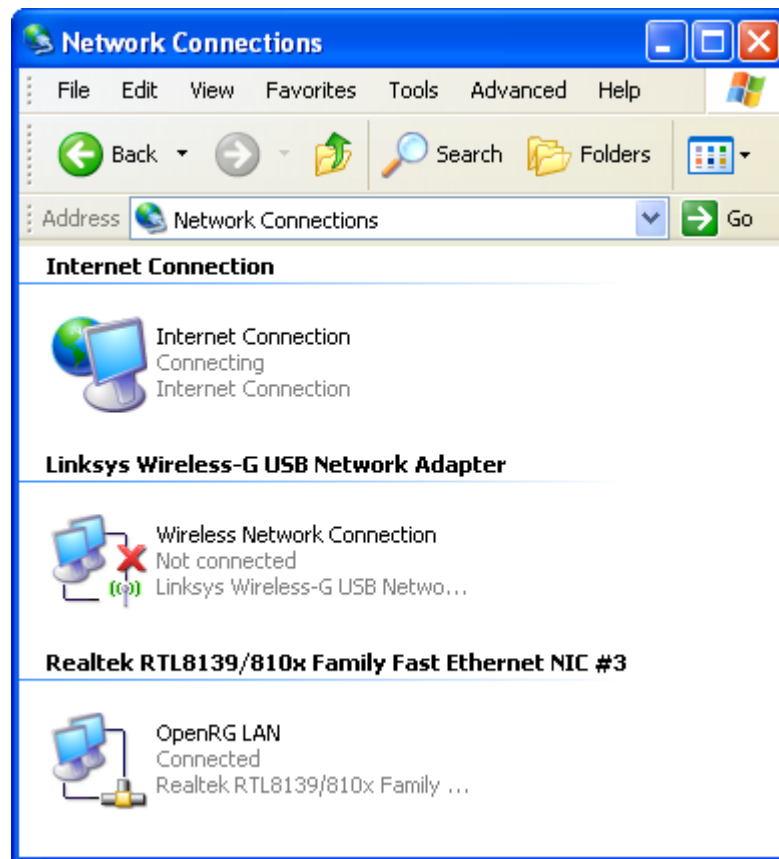 Network Connections
File Edit View Favorites Tools Advanced Help
Back Search Folders
Address Network Connections Go
Internet Connection
Internet Connection
Connecting
Internet Connection
Linksys Wireless-G USB Network Adapter
Wireless Network Connection
Not connected
Linksys Wireless-G USB Netwo...
Realtek RTL8139/810x Family Fast Ethernet NIC #3
OpenRG LAN
Connected
Realtek RTL8139/810x Family ...